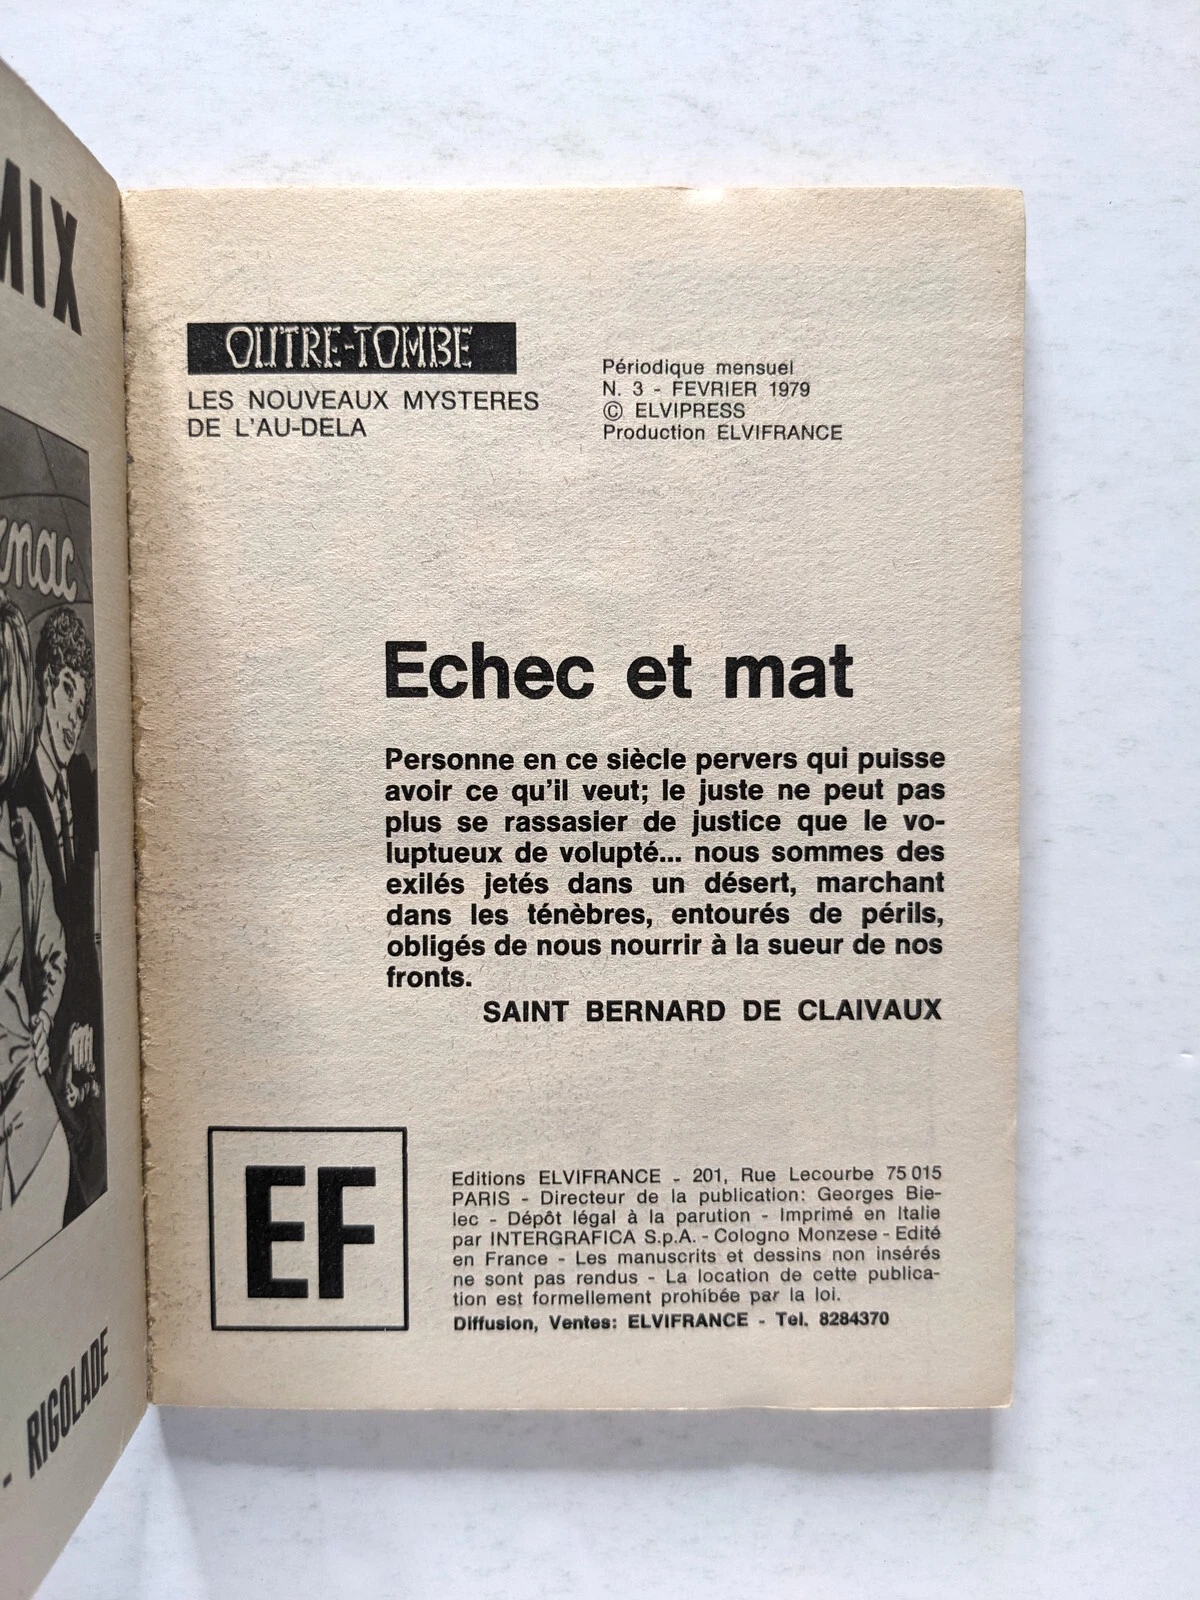 MIX
nac
- RIGOLADE
OUTRE-TOMBE
LES NOUVEAUX MYSTERES
DE L'AU-DELA
Périodique mensuel
N. 3 - FEVRIER 1979
© ELVIPRESS
Production ELVIFRANCE
Echec et mat
Personne en ce siècle pervers qui puisse
avoir ce qu'il veut; le juste ne peut pas
plus se rassasier de justice que le vo-
luptueux de volupté... nous sommes des
exilés jetés dans un désert, marchant
dans les ténèbres, entourés de périls,
obligés de nous nourrir à la sueur de nos
fronts.
SAINT BERNARD DE CLAIVAUX
EF
Editions ELVIFRANCE - 201, Rue Lecourbe 75 015
PARIS - Directeur de la publication: Georges Bie-
lec - Dépôt légal à la parution - Imprimé en Italie
par INTERGRAFICA S.p.A. - Cologno Monzese - Edité
en France - Les manuscrits et dessins non insérés
ne sont pas rendus - La location de cette publica-
tion est formellement prohibée par la loi.
Diffusion, Ventes: ELVIFRANCE - Tel. 8284370